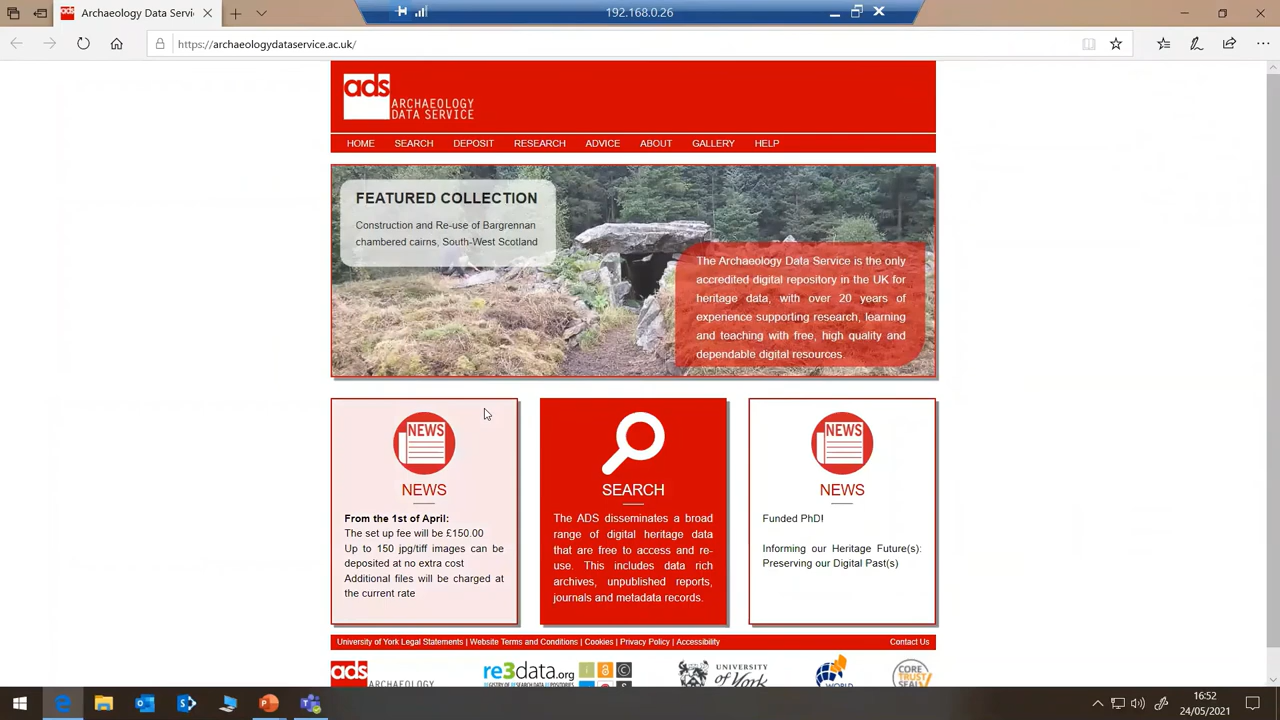 ads Archaeology Data Servi
192.168.0.26
https://archaeologydataservice.ac.uk/
ads
ARCHAEOLOGY
DATA SERVICE
HOME SEARCH DEPOSIT RESEARCH ADVICE ABOUT GALLERY HELP
FEATURED COLLECTION
Construction and Re-use of Bargrennan
chambered cairns, South-West Scotland
The Archaeology Data Service is the only
accredited digital repository in the UK for
heritage data, with over 20 years of
experience supporting research, learning
and teaching with free, high quality and
dependable digital resources.
NEWS
NEWS
From the 1st of April:
The set up fee will be £150.00
Up to 150 jpg/tiff images can be
deposited at no extra cost
Additional files will be charged at
the current rate
SEARCH
The ADS disseminates a broad
range of digital heritage data
that are free to access and re-
use. This includes data rich
archives, unpublished reports,
journals and metadata records.
NEWS
NEWS
Funded PhD!
Informing our Heritage Future(s):
Preserving our Digital Past(s)
University of York Legal Statements | Website Terms and Conditions | Cookies | Privacy Policy | Accessibility
Contact Us
ads
ARCHAEOLOGY
re3data.org
REGISTRY OF RESEARCH DATA REPOSITORIES
UNIVERSITY
of York
WORLD
CORE
TRUST
SEAL
16:52
24/05/2021